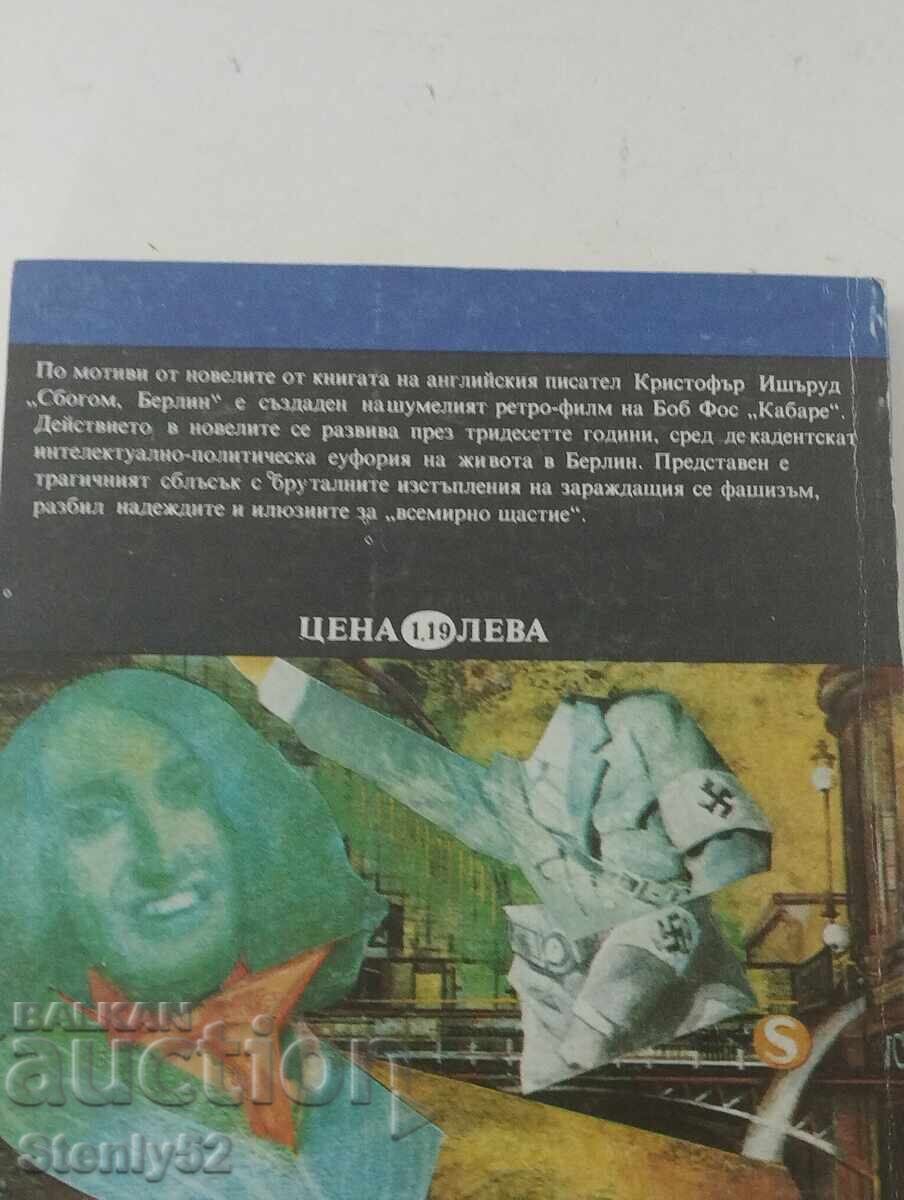 По мотиви от новелите от книгата на английския писател Кристофър Ишъруд
„Сбогом, Берлин“ е създаден нашумелият ретро-филм на Боб Фос „Кабаре“.
Действието в новелите се развива през тридесетте години, сред декадентскат
интелектуално-политическа еуфория на живота в Берлин. Представен е
трагичният сблъсък с бруталните изстъпления на зараждащия се фашизъм,
разбил надеждите и илюзиите за „всемирно щастие“.
ЦЕНА 1.19 ЛЕВА
S
BALKAN
auction
Stenly52